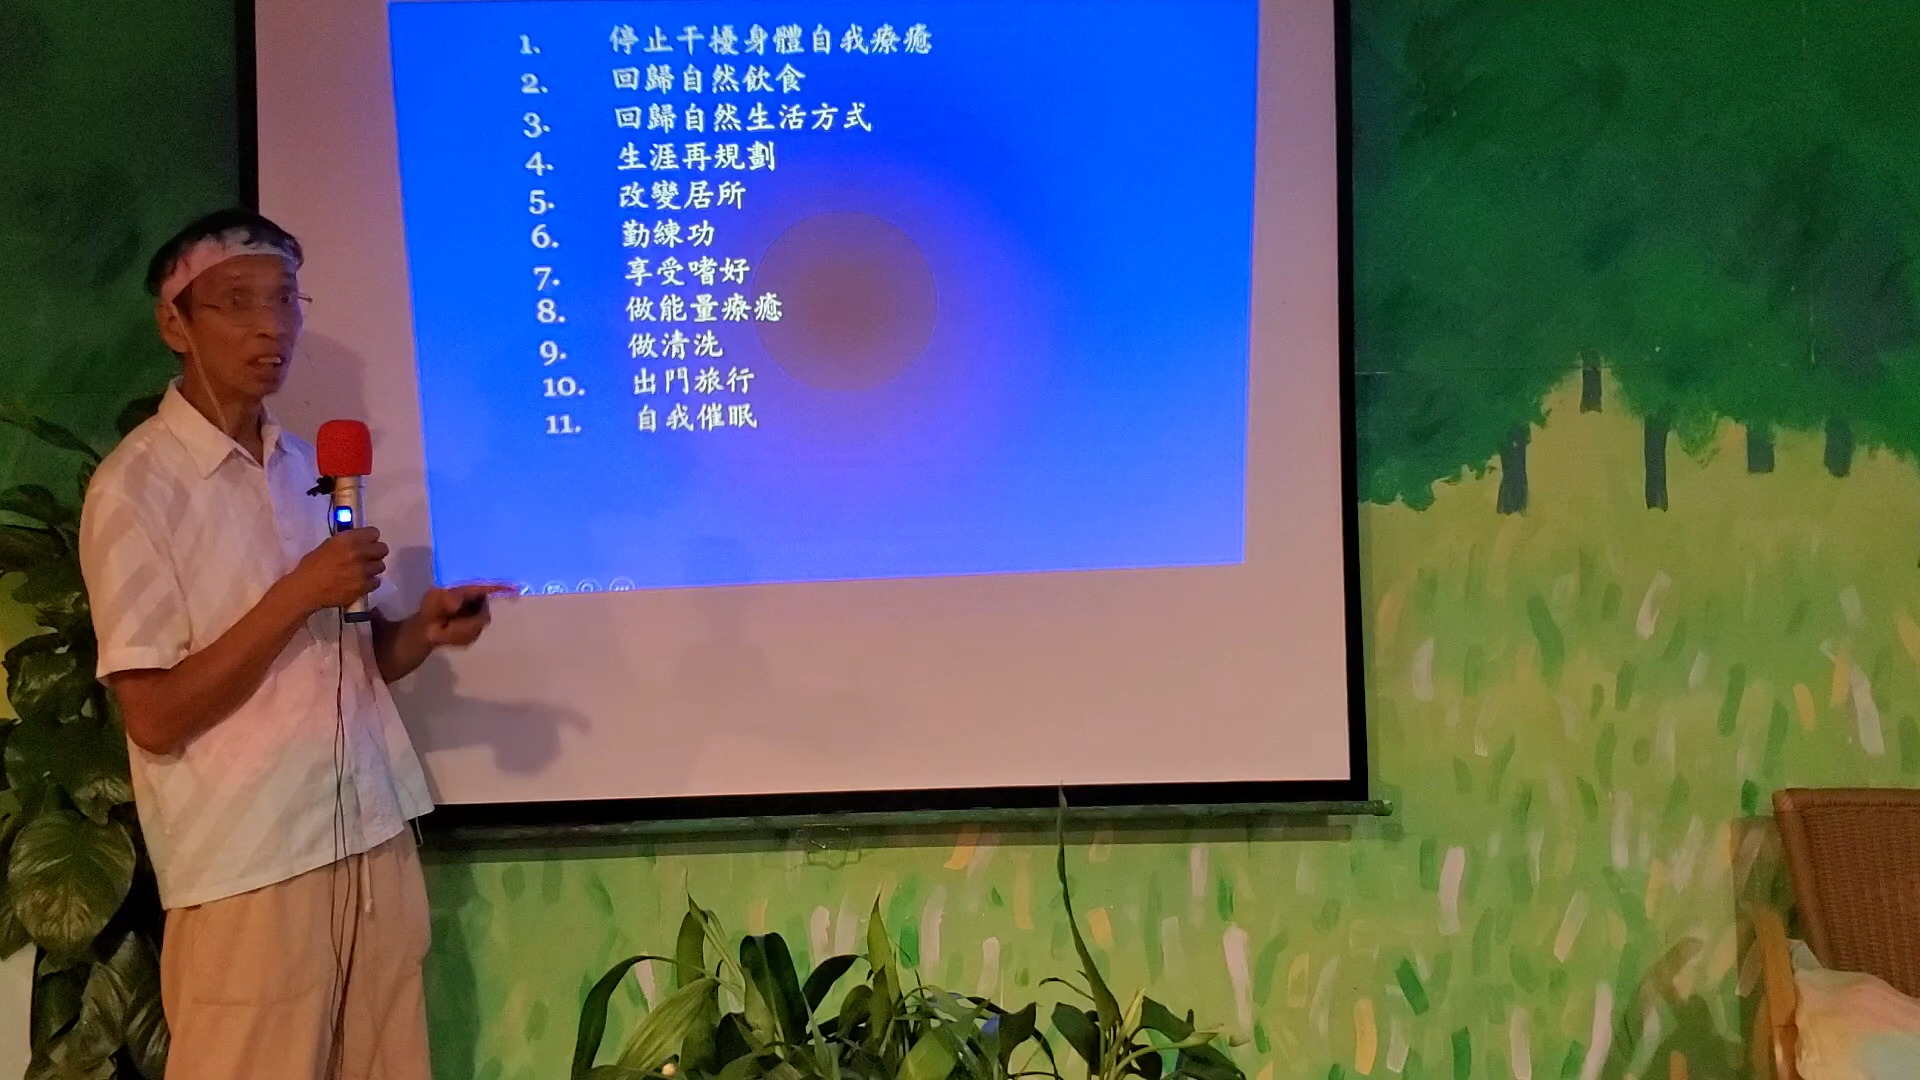 1. 停止干擾身體自我療癒
2. 回歸自然飲食
3. 回歸自然生活方式
4. 生涯再規劃
5. 改變居所
6. 勤練功
7. 享受嗜好
8. 做能量療癒
9. 做清洗
10. 出門旅行
11. 自我催眠